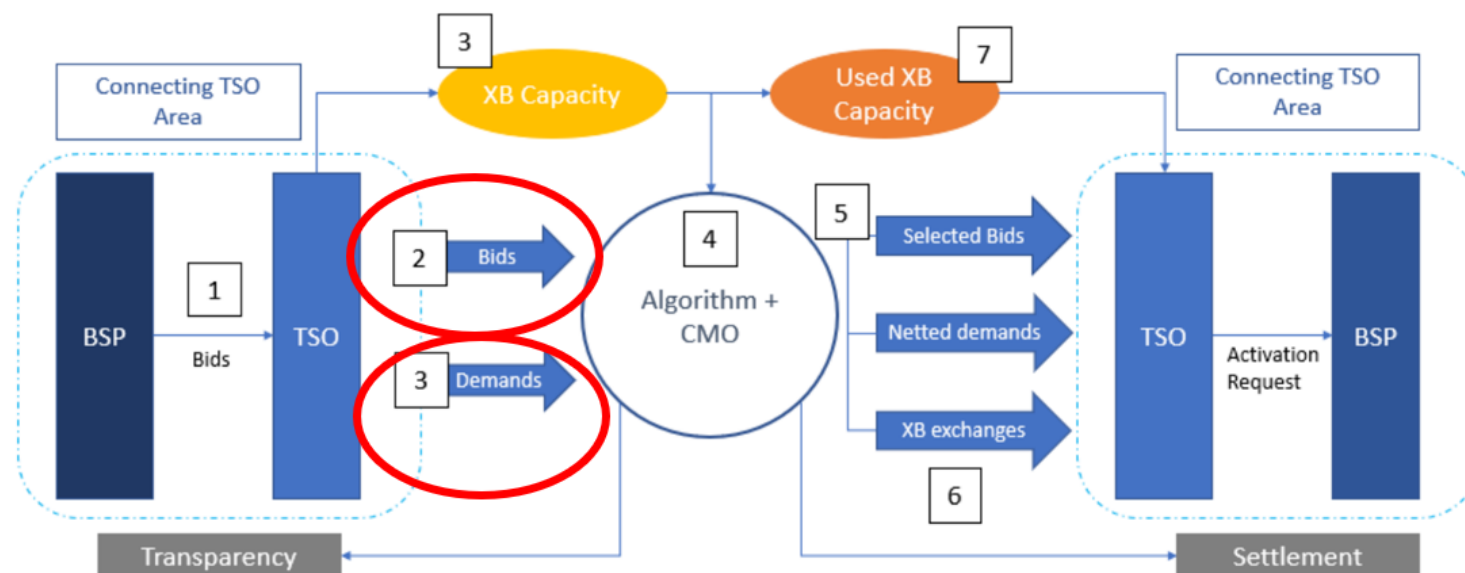 3
XB Capacity
Used XB
Capacity
7
Connecting TSO
Area
Connecting TSO
Area
BSP
1
Bids
TSO
2
Bids
3
Demands
4
Algorithm +
CMO
5
Selected Bids
Netted demands
XB exchanges
6
TSO
Activation
Request
BSP
Transparency
Settlement